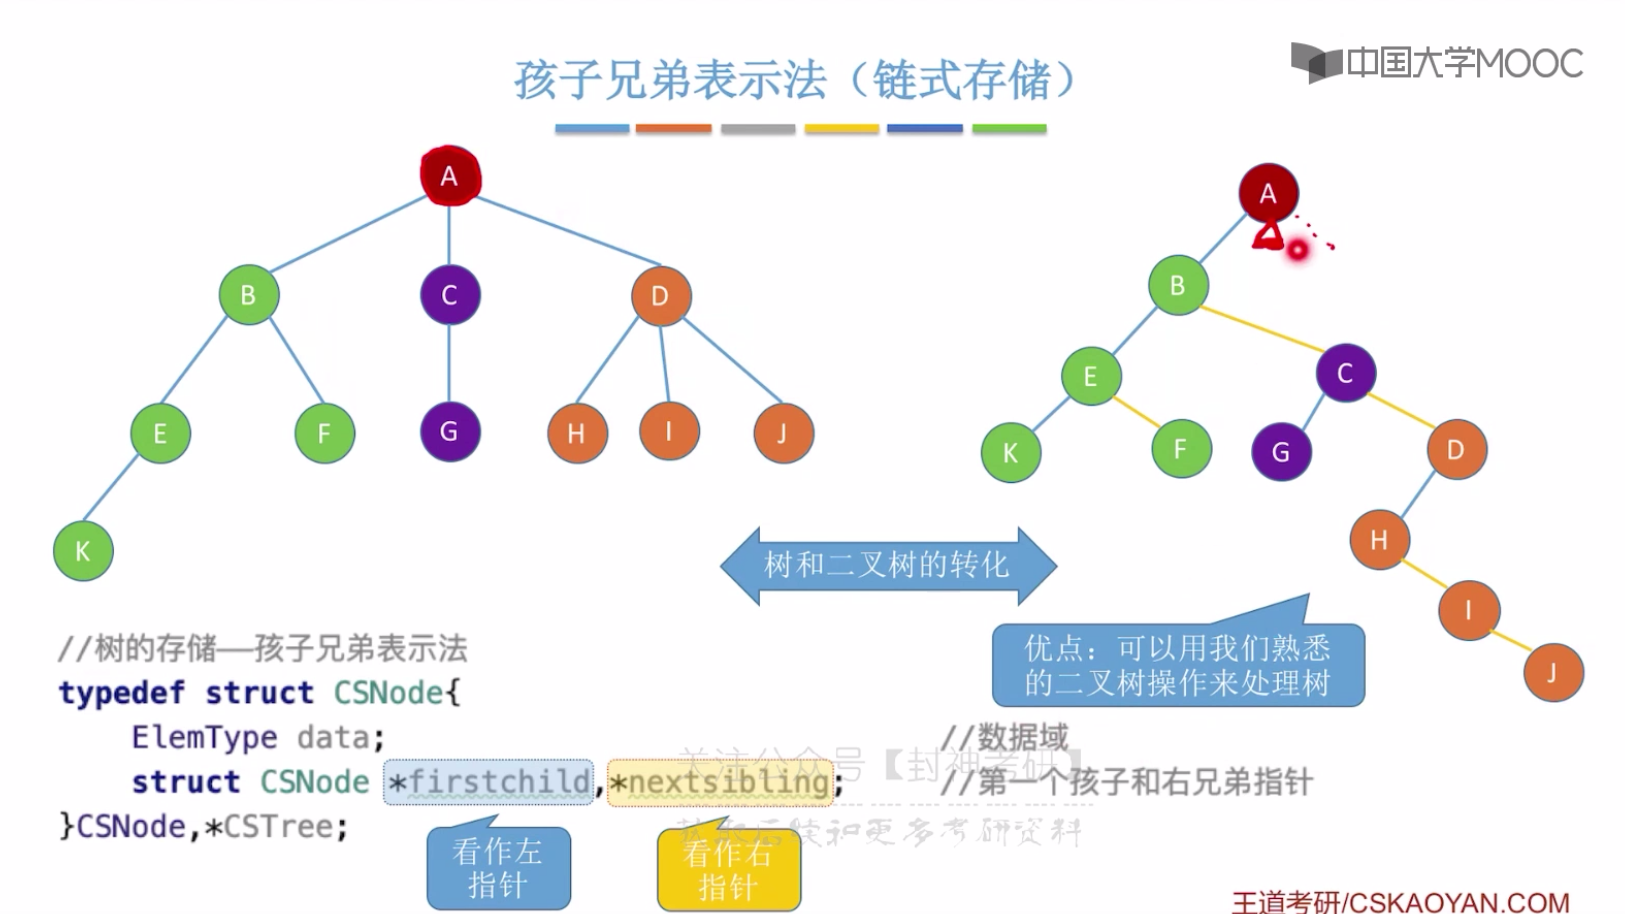 孩子兄弟表示法（链式存储）
中国大学MOOC
A
B
C
D
E
F
G
H
I
J
K
A
B
E
C
K
F
G
D
H
I
J
树和二叉树的转化
优点：可以用我们熟悉
的二叉树操作来处理树
//树的存储——孩子兄弟表示法
typedef struct CSNode{
ElemType data; //数据域
struct CSNode *firstchild,*nextsibling; //第一个孩子和右兄弟指针
}CSNode,*CSTree;
看作左
指针
看作右
指针
关注公众号【封神考研】
获取后续和更多考研资料
王道考研/CSKAOYAN.COM